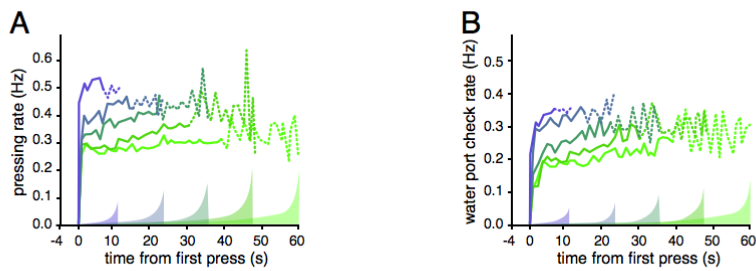 A
pressing rate (Hz)
0.6
0.5
0.4
0.3
0.2
0.1
0.0
-4 0 10 20 30 40 50 60
time from first press (s)
B
water port check rate (Hz)
0.5
0.4
0.3
0.2
0.1
0.0
-4 0 10 20 30 40 50 60
time from first press (s)